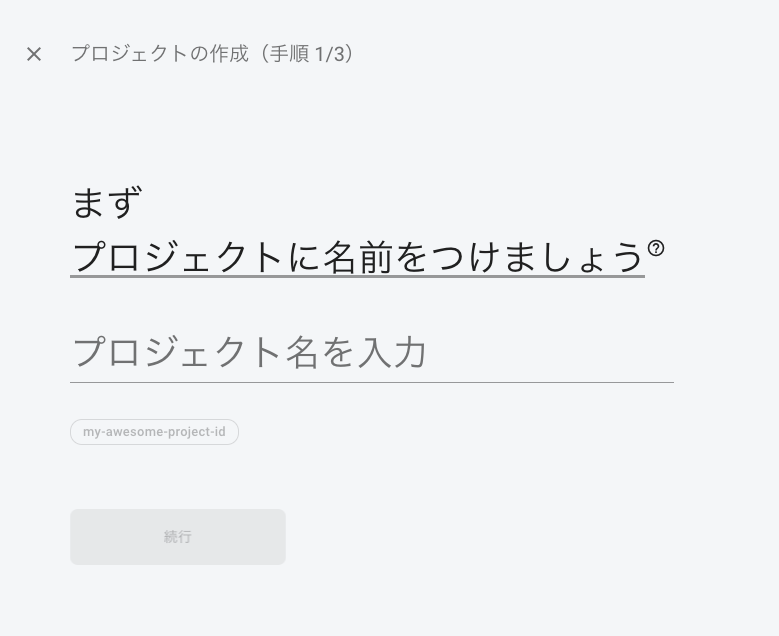 プロジェクトの作成（手順 1/3）
まず
プロジェクトに名前をつけましょう
プロジェクト名を入力
my-awesome-project-id
続行